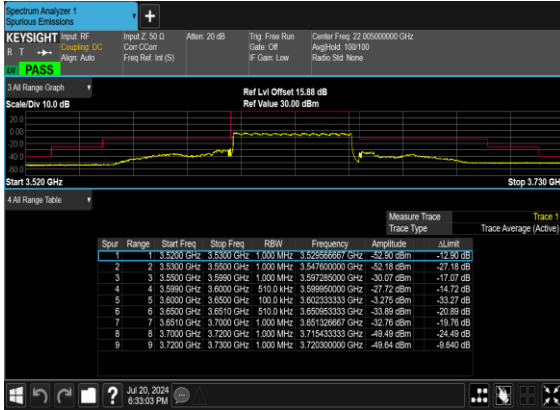 Spectrum Analyzer 1
Spurious Emissions
+
KEYSIGHT Input: RF Input Z: 50 Ω Atten: 20 dB Trig: Free Run Center Freq: 22.005000000 GHz
R T Coupling: DC Corr CCorr Gate: Off Avg|Hold: 100/100
Align: Auto Freq Ref: Int (S) IF Gain: Low Radio Std: None
PASS
3 All Range Graph
Ref Lvl Offset 15.88 dB
Scale/Div 10.0 dB Ref Value 30.00 dBm
20.0
0.00
-20.0
-40.0
-60.0
Start 3.520 GHz Stop 3.730 GH
4 All Range Table
Measure Trace Trace 1
Trace Type Trace Average (Active)
Spur Range Start Freq Stop Freq RBW Frequency Amplitude ΔLimit
1 1 3.5200 GHz 3.5300 GHz 1.000 MHz 3.529566667 GHz -52.90 dBm -12.90 dB
2 2 3.5300 GHz 3.5500 GHz 1.000 MHz 3.547600000 GHz -52.18 dBm -27.18 dB
3 3 3.5500 GHz 3.5990 GHz 1.000 MHz 3.597285000 GHz -30.07 dBm -17.07 dB
4 4 3.5990 GHz 3.6000 GHz 510.0 kHz 3.599950000 GHz -27.72 dBm -14.72 dB
5 5 3.6000 GHz 3.6500 GHz 100.0 kHz 3.602333333 GHz -3.275 dBm -33.27 dB
6 6 3.6500 GHz 3.6510 GHz 510.0 kHz 3.650953333 GHz -33.89 dBm -20.89 dB
7 7 3.6510 GHz 3.7000 GHz 1.000 MHz 3.651326667 GHz -32.76 dBm -19.76 dB
8 8 3.7000 GHz 3.7200 GHz 1.000 MHz 3.715433333 GHz -49.49 dBm -24.49 dB
9 9 3.7200 GHz 3.7300 GHz 1.000 MHz 3.720300000 GHz -49.64 dBm -9.640 dB
? Jul 20, 2024
6:33:03 PM